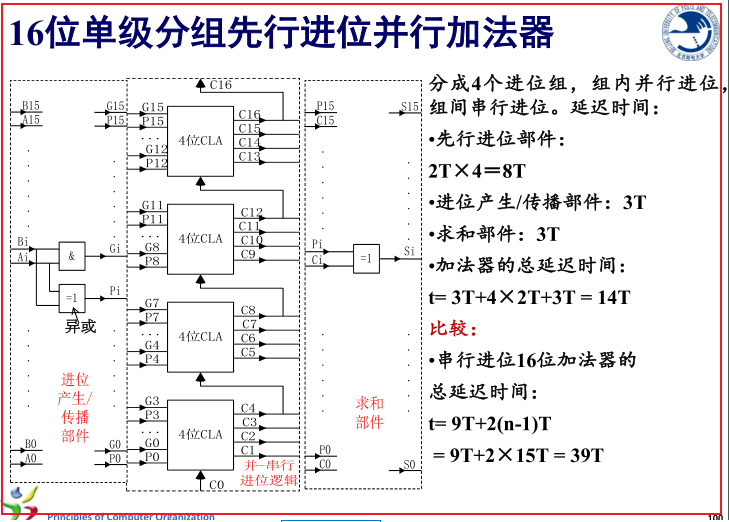 16位单级分组先行进位并行加法器
C16
B15
A15
G15
P15
G15
P15
...
G12
P12
4位CLA
C16
C15
C14
C13
P15
C15
S15
G11
P11
...
G8
P8
4位CLA
C12
C11
C10
C9
Bi
Ai
&
Gi
=1
Pi
异或
Pi
Ci
=1
Si
G7
P7
...
G4
P4
4位CLA
C8
C7
C6
C5
进位
产生/
传播
部件
G3
P3
...
G0
P0
4位CLA
C4
C3
C2
C1
求和
部件
B0
A0
G0
P0
并-串行
进位逻辑
C0
P0
C0
S0
分成4个进位组，组内并行进位，
组间串行进位。延迟时间：
•先行进位部件：
2T×4＝8T
•进位产生/传播部件：3T
•求和部件：3T
•加法器的总延迟时间：
t= 3T+4×2T+3T = 14T
比较：
•串行进位16位加法器的
总延迟时间：
t= 9T+2(n-1)T
= 9T+2×15T = 39T
Principles of Computer Organization
100